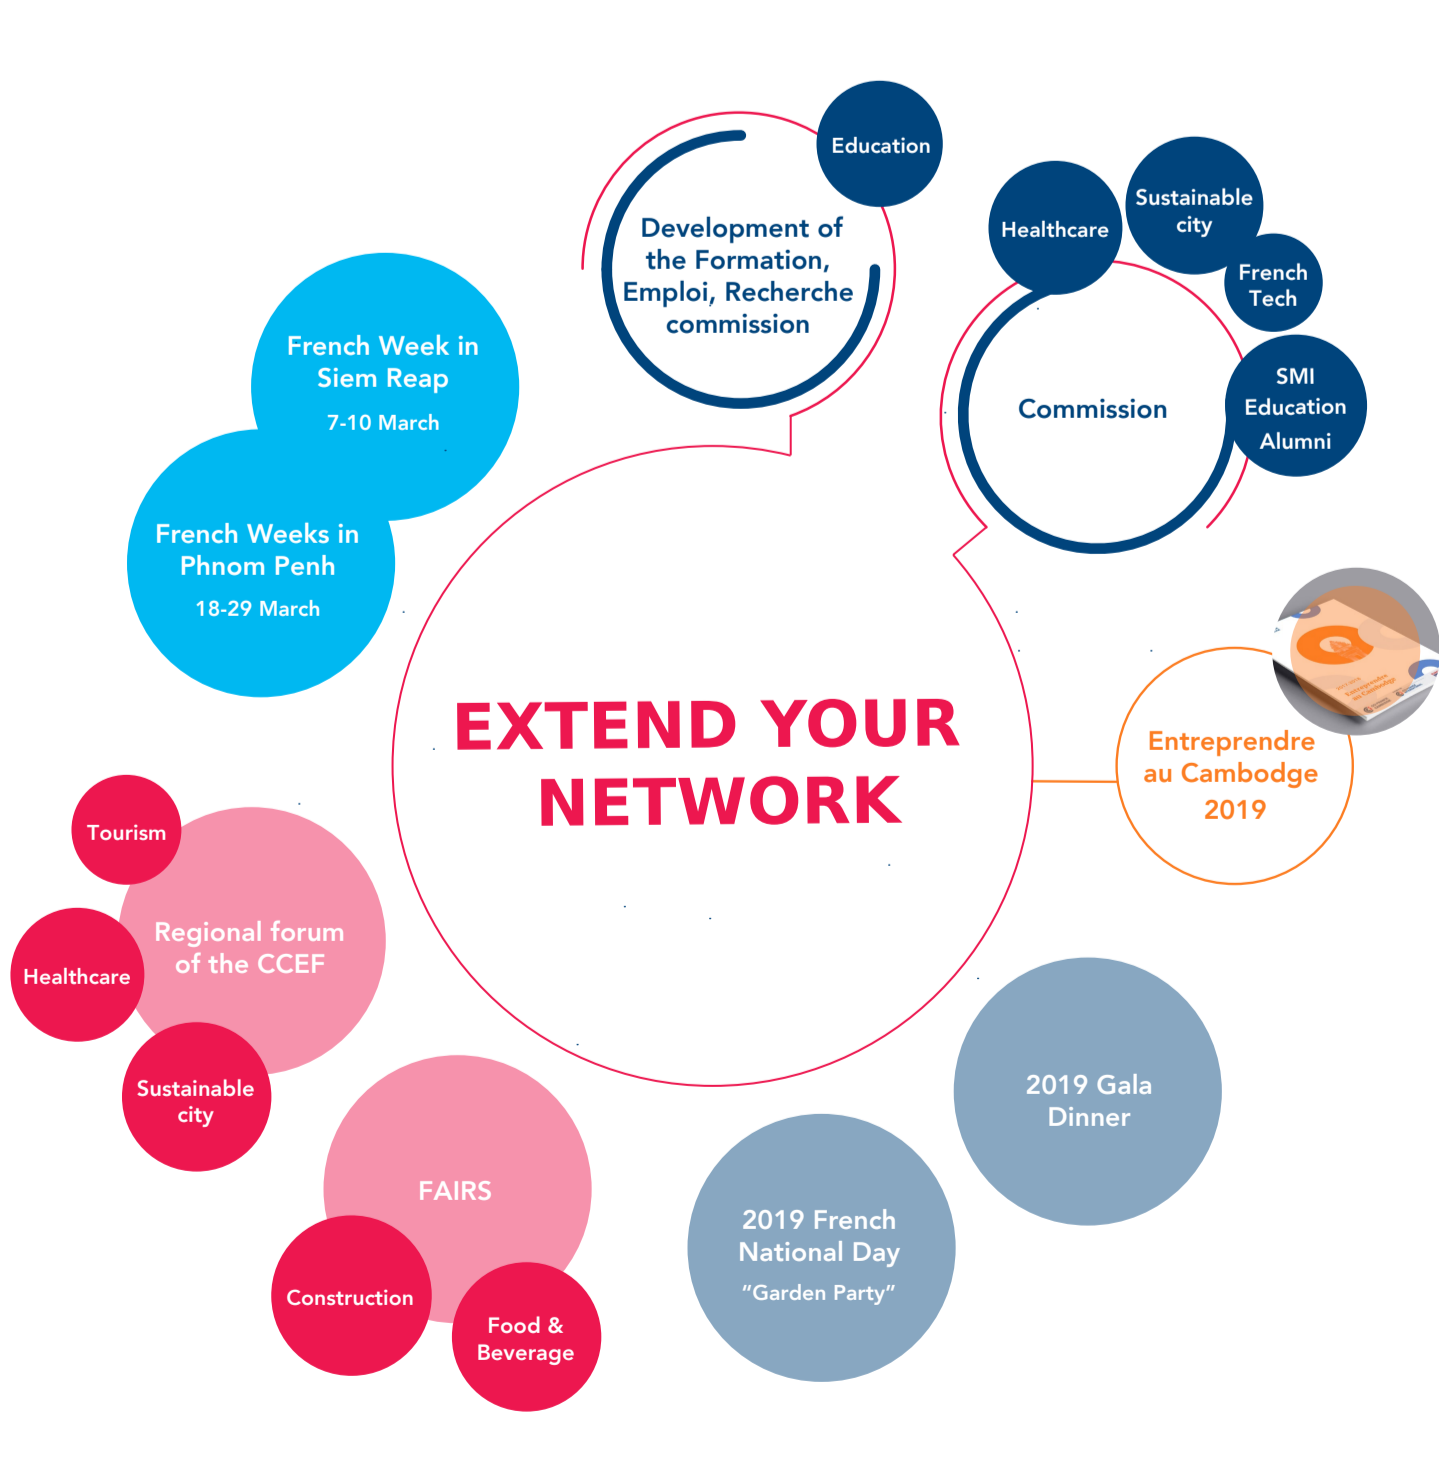 Education
Development of
the Formation,
Emploi, Recherche
commission
Healthcare
Sustainable
city
French
Tech
SMI
Education
Alumni
Commission
French Week in
Siem Reap
7-10 March
French Weeks in
Phnom Penh
18-29 March
EXTEND YOUR
NETWORK
Entreprendre
au Cambodge
Entreprendre
au Cambodge
2019
Tourism
Regional forum
of the CCEF
Healthcare
Sustainable
city
FAIRS
Construction
Food &
Beverage
2019 Gala
Dinner
2019 French
National Day
“Garden Party”